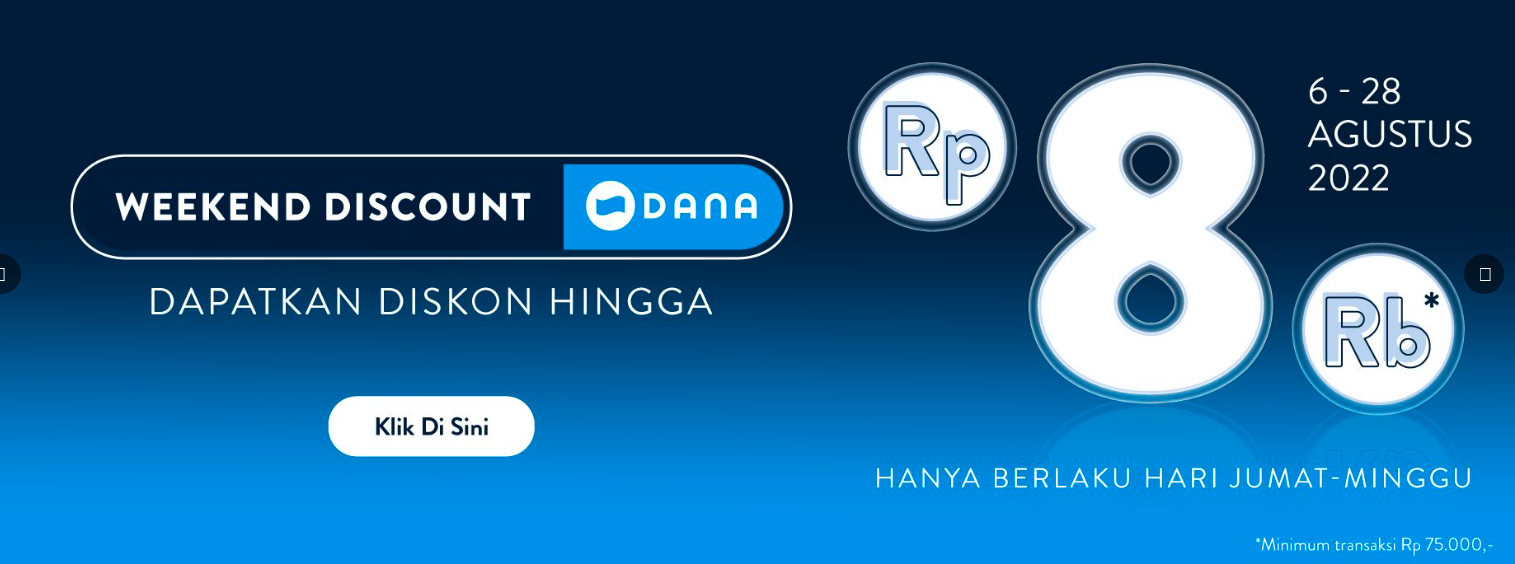 WEEKEND DISCOUNT DANA
DAPATKAN DISKON HINGGA
Klik Di Sini
Rp 8 Rb*
6 - 28
AGUSTUS
2022
HANYA BERLAKU HARI JUMAT-MINGGU
*Minimum transaksi Rp 75.000,-